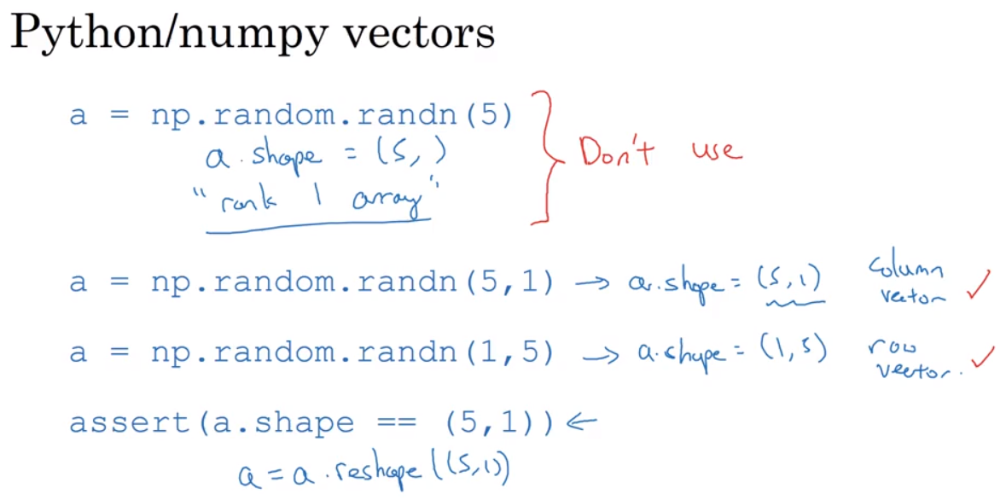 Python/numpy vectors
a = np.random.randn(5)
a.shape = (5, )
"rank 1 array"
Don't use
a = np.random.randn(5,1) → a.shape = (5,1) column vector ✓
a = np.random.randn(1,5) → a.shape = (1,5) row vector. ✓
assert(a.shape == (5,1)) ←
a = a.reshape((5,1))